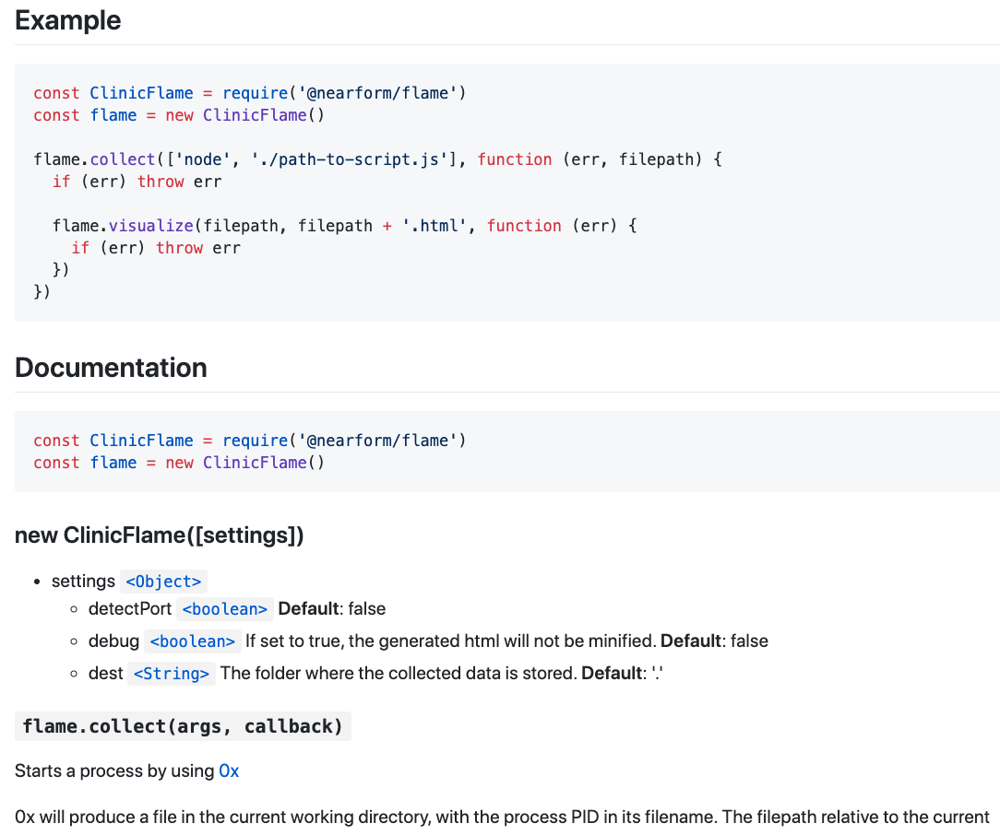 Example
const ClinicFlame = require('@nearform/flame')
const flame = new ClinicFlame()
flame.collect(['node', './path-to-script.js'], function (err, filepath) {
  if (err) throw err
  flame.visualize(filepath, filepath + '.html', function (err) {
    if (err) throw err
  })
})
Documentation
const ClinicFlame = require('@nearform/flame')
const flame = new ClinicFlame()
new ClinicFlame([settings])
• settings <Object>
◦ detectPort <boolean> Default: false
◦ debug <boolean> If set to true, the generated html will not be minified. Default: false
◦ dest <String> The folder where the collected data is stored. Default: '.'
flame.collect(args, callback)
Starts a process by using 0x
0x will produce a file in the current working directory, with the process PID in its filename. The filepath relative to the current